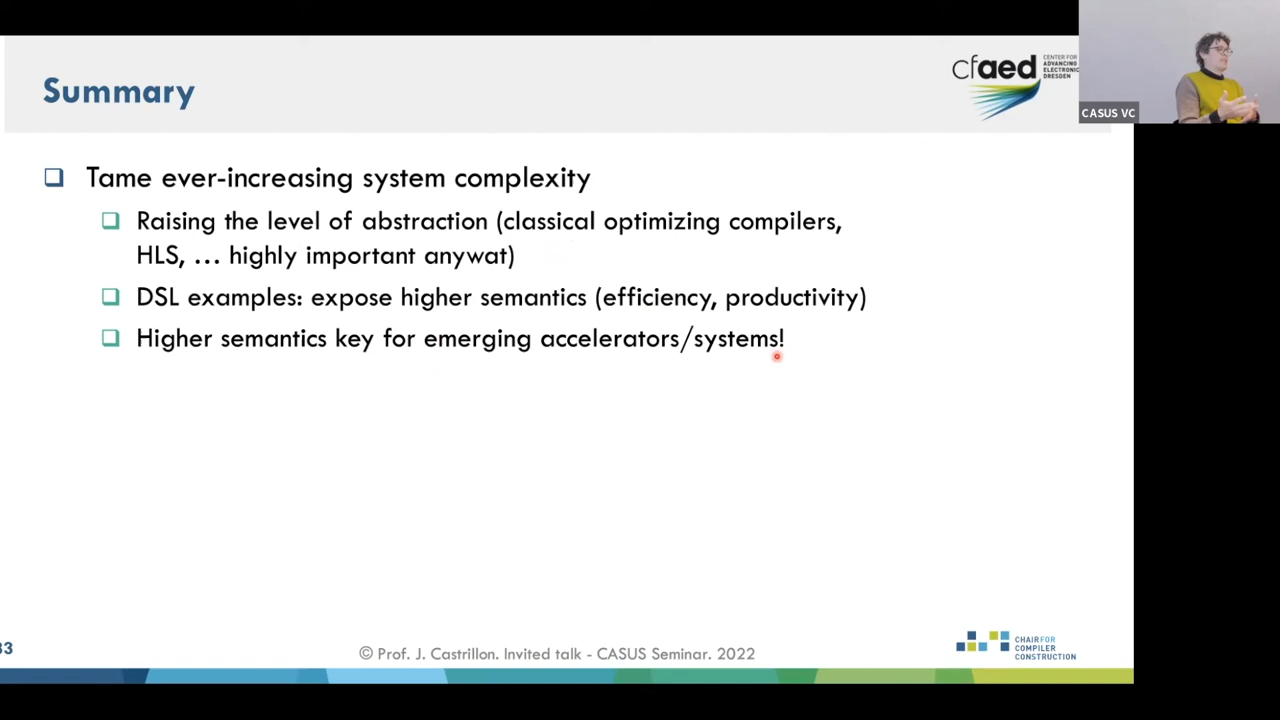 Summary
cfaed
CENTER FOR
ADVANCING
ELECTRONIC
DRESDEN
CASUS VC
Tame ever-increasing system complexity
Raising the level of abstraction (classical optimizing compilers,
HLS, … highly important anywat)
DSL examples: expose higher semantics (efficiency, productivity)
Higher semantics key for emerging accelerators/systems!
33
© Prof. J. Castrillon. Invited talk - CASUS Seminar. 2022
CHAIR FOR
COMPILER
CONSTRUCTION